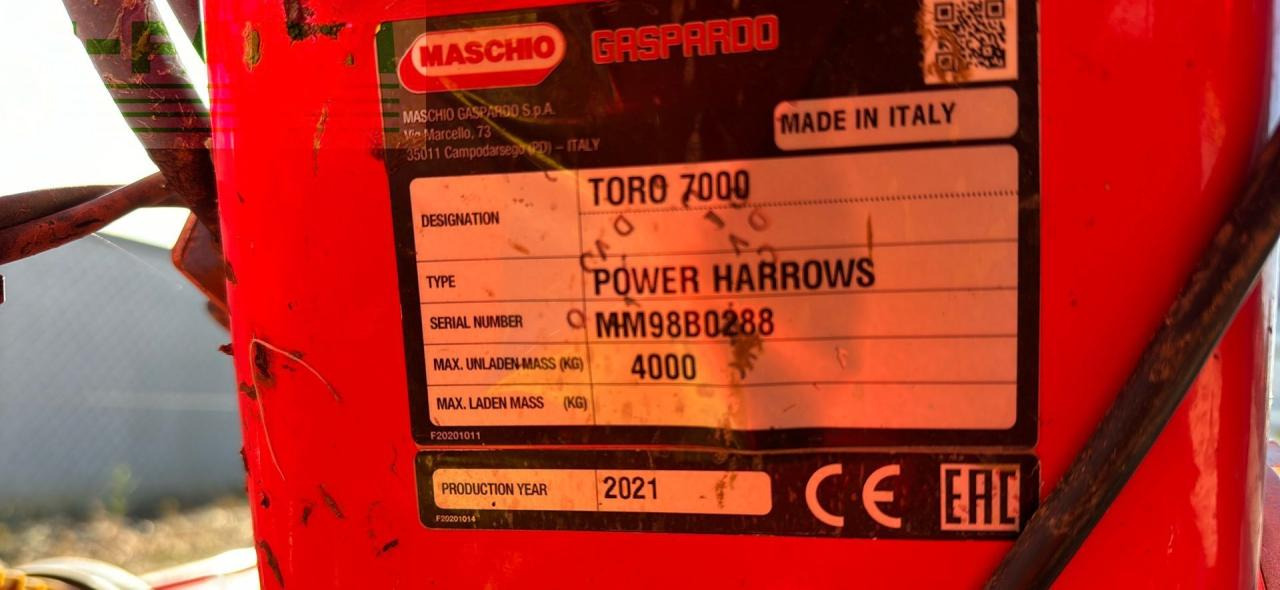 MASCHIO GASPARDO
MASCHIO GASPARDO S.p.A.
Via Marcello, 73
35011 Campodarsego (PD) – ITALY
MADE IN ITALY
DESIGNATION TORO 7000
TYPE POWER HARROWS
SERIAL NUMBER MM98B0288
MAX. UNLADEN MASS (KG) 4000
MAX. LADEN MASS (KG)
F20201011
PRODUCTION YEAR 2021
CE EAC
F20201014